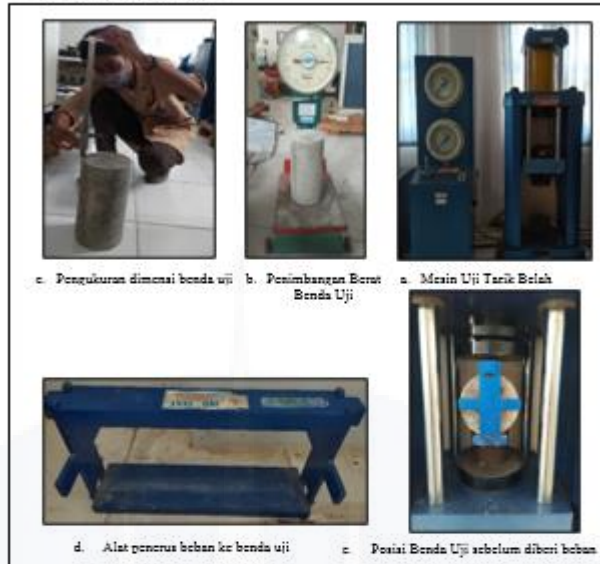 c. Pengukuran dimensi benda uji
b. Penimbangan Berat
Benda Uji
a. Mesin Uji Tarik Belah
d. Alat penerus beban ke benda uji
e. Posisi Benda Uji sebelum diberi beban